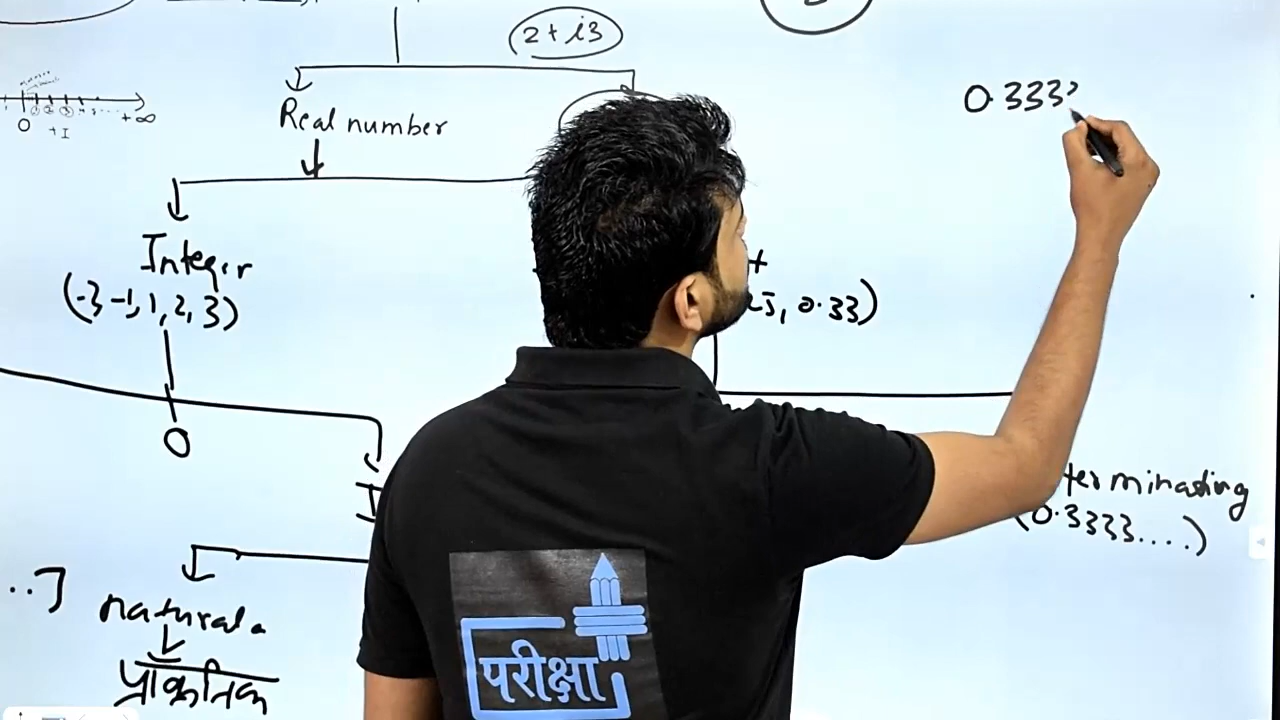 2 + i3
0.333
Real number
0
+I
+∞
Integer
(-3 -1, 1, 2, 3)
, 0.33)
0
I
terminating
(0.3333....)
..]
natural
प्राकृतिक
परीक्षा